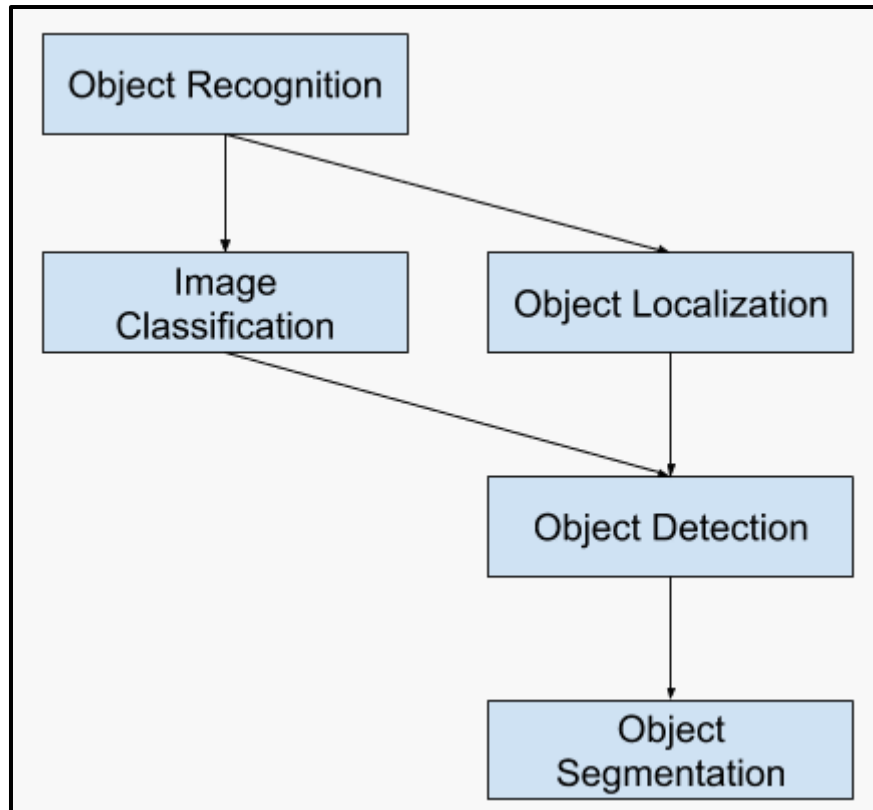 Object Recognition
Image
Classification
Object Localization
Object Detection
Object
Segmentation